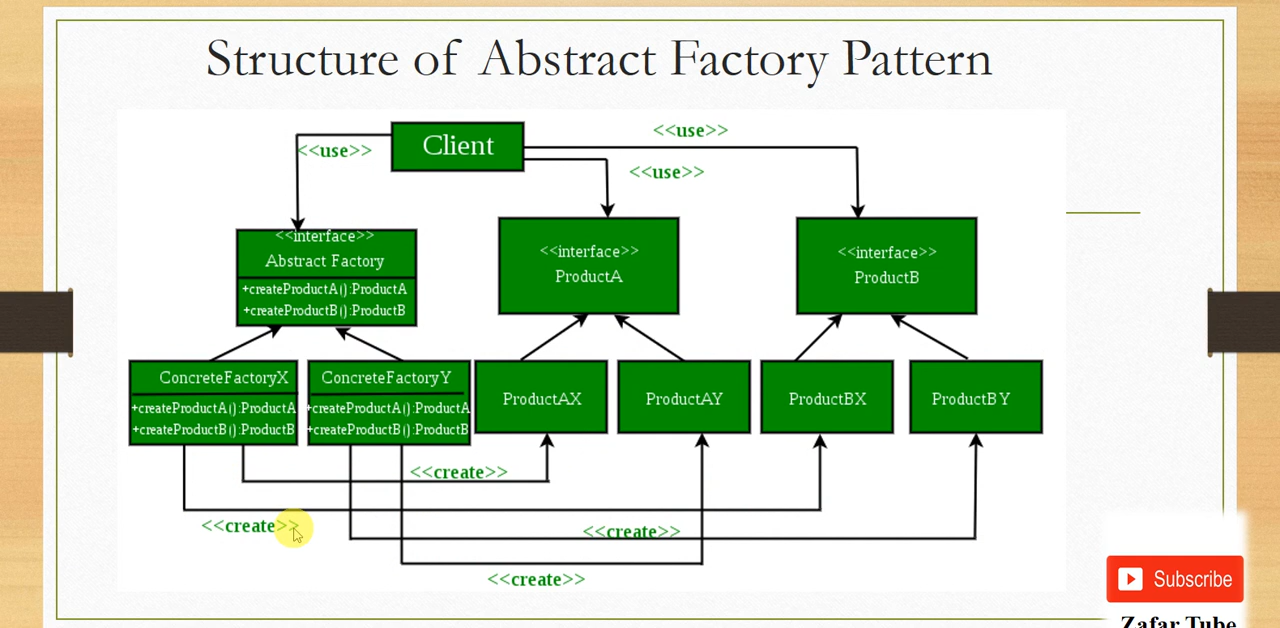 Structure of Abstract Factory Pattern
Client
<<use>>
<<use>>
<<use>>
<<interface>>
Abstract Factory
+createProductA():ProductA
+createProductB():ProductB
<<interface>>
ProductA
<<interface>>
ProductB
ConcreteFactoryX
+createProductA():ProductA
+createProductB():ProductB
ConcreteFactoryY
+createProductA():ProductA
+createProductB():ProductB
ProductAX
ProductAY
ProductBX
ProductBY
<<create>>
<<create>>
<<create>>
<<create>>
Subscribe
Zafar Tube